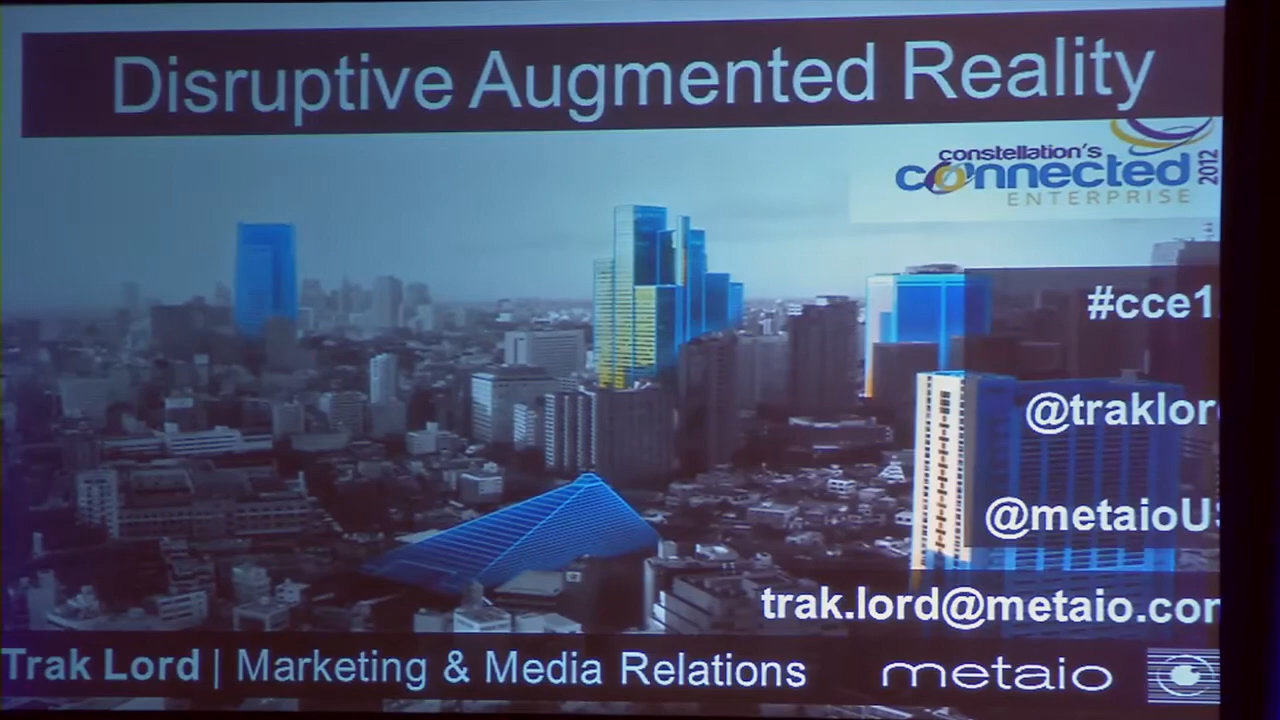 Disruptive Augmented Reality
constellation's
connected
2012
ENTERPRISE
#cce1
@traklor
@metaioU
trak.lord@metaio.co
Trak Lord | Marketing & Media Relations
metaio